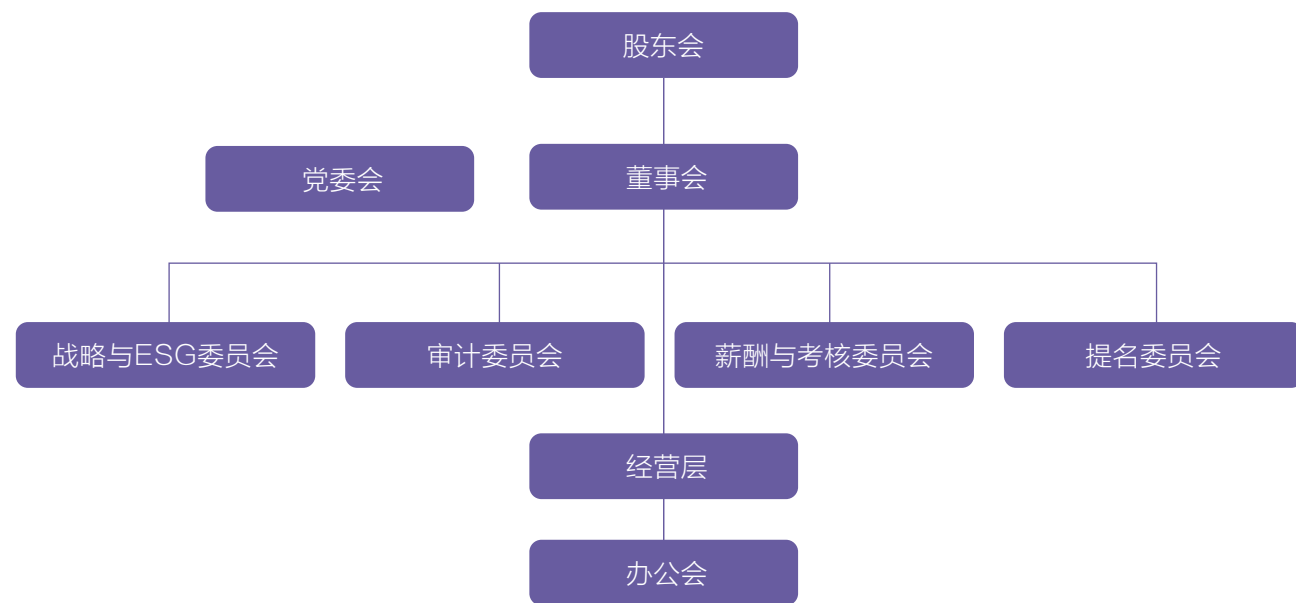 股东会
党委会
董事会
战略与ESG委员会
审计委员会
薪酬与考核委员会
提名委员会
经营层
办公会